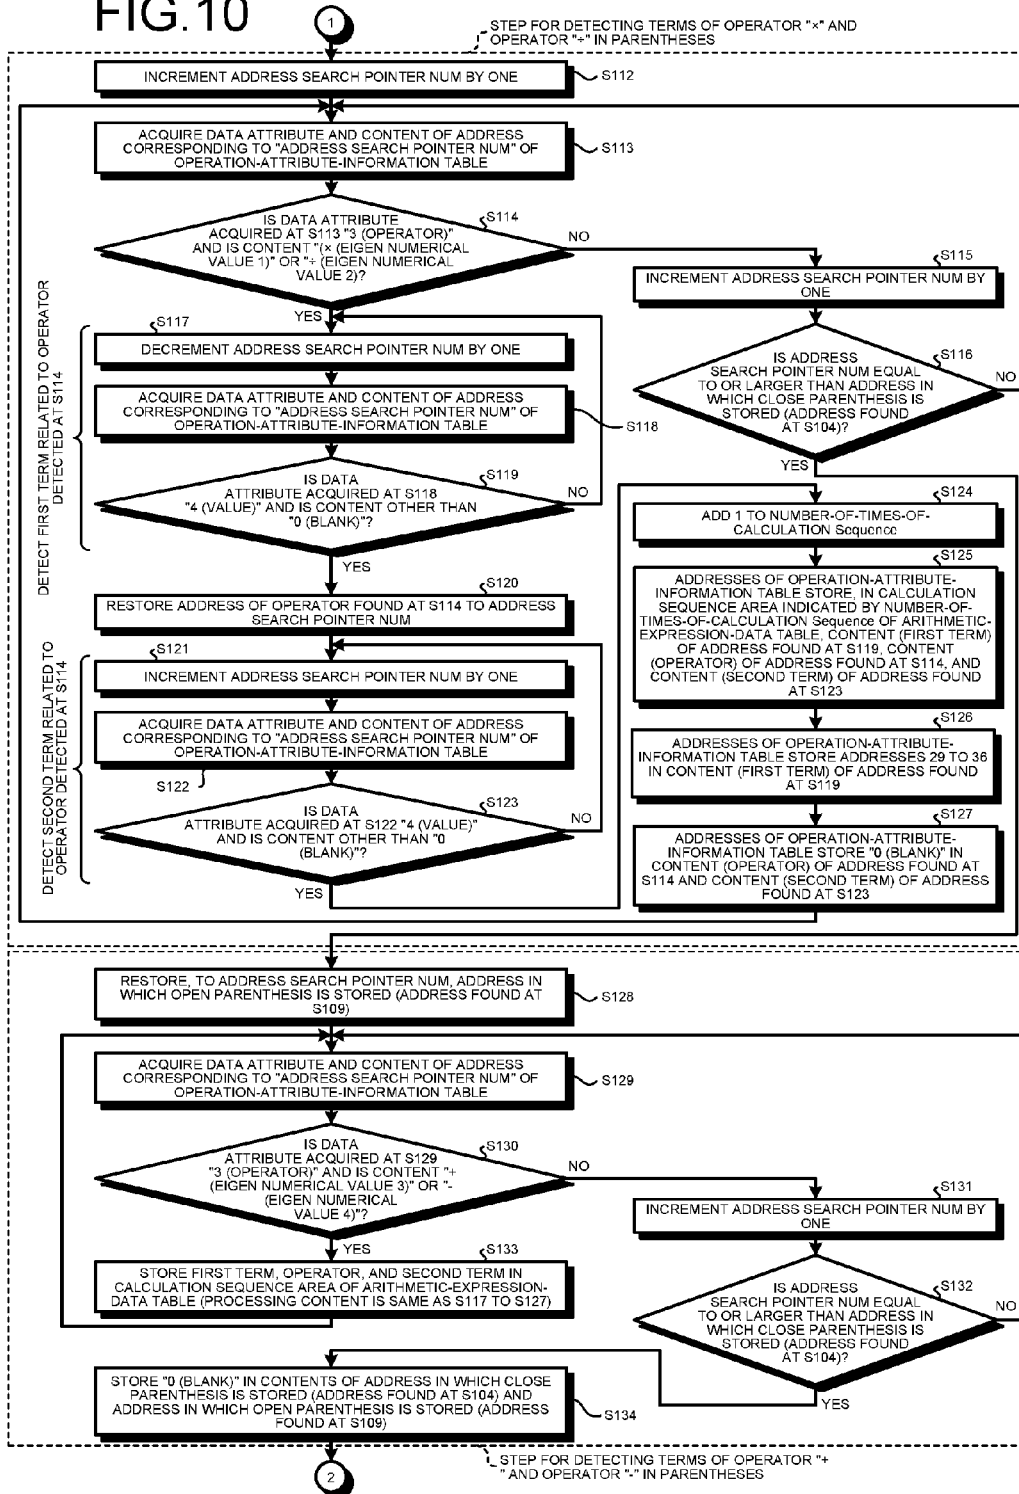 FIG.10
1
STEP FOR DETECTING TERMS OF OPERATOR "×" AND
OPERATOR "÷" IN PARENTHESES
INCREMENT ADDRESS SEARCH POINTER NUM BY ONE
S112
ACQUIRE DATA ATTRIBUTE AND CONTENT OF ADDRESS
CORRESPONDING TO "ADDRESS SEARCH POINTER NUM" OF
OPERATION-ATTRIBUTE-INFORMATION TABLE
S113
IS DATA ATTRIBUTE
ACQUIRED AT S113 "3 (OPERATOR)"
AND IS CONTENT "(× (EIGEN NUMERICAL
VALUE 1)" OR "÷ (EIGEN NUMERICAL
VALUE 2)?
S114
NO
YES
S115
INCREMENT ADDRESS SEARCH POINTER NUM BY
ONE
IS ADDRESS
SEARCH POINTER NUM EQUAL
TO OR LARGER THAN ADDRESS IN
WHICH CLOSE PARENTHESIS IS
STORED (ADDRESS FOUND
AT S104)?
S116
NO
YES
DETECT FIRST TERM RELATED TO OPERATOR
DETECTED AT S114
S117
DECREMENT ADDRESS SEARCH POINTER NUM BY ONE
ACQUIRE DATA ATTRIBUTE AND CONTENT OF ADDRESS
CORRESPONDING TO "ADDRESS SEARCH POINTER NUM" OF
OPERATION-ATTRIBUTE-INFORMATION TABLE
S118
IS DATA
ATTRIBUTE ACQUIRED AT S118
"4 (VALUE)" AND IS CONTENT OTHER THAN
"0 (BLANK)"?
S119
NO
YES
S120
RESTORE ADDRESS OF OPERATOR FOUND AT S114 TO ADDRESS
SEARCH POINTER NUM
DETECT SECOND TERM RELATED TO
OPERATOR DETECTED AT S114
S121
INCREMENT ADDRESS SEARCH POINTER NUM BY ONE
ACQUIRE DATA ATTRIBUTE AND CONTENT OF ADDRESS
CORRESPONDING TO "ADDRESS SEARCH POINTER NUM" OF
OPERATION-ATTRIBUTE-INFORMATION TABLE
S122
IS DATA
ATTRIBUTE ACQUIRED AT S122 "4 (VALUE)"
AND IS CONTENT OTHER THAN "0
(BLANK)"?
S123
NO
YES
S124
ADD 1 TO NUMBER-OF-TIMES-OF-
CALCULATION Sequence
S125
ADDRESSES OF OPERATION-ATTRIBUTE-
INFORMATION TABLE STORE, IN CALCULATION
SEQUENCE AREA INDICATED BY NUMBER-OF-
TIMES-OF-CALCULATION Sequence OF ARITHMETIC-
EXPRESSION-DATA TABLE, CONTENT (FIRST TERM)
OF ADDRESS FOUND AT S119, CONTENT
(OPERATOR) OF ADDRESS FOUND AT S114, AND
CONTENT (SECOND TERM) OF ADDRESS FOUND
AT S123
S126
ADDRESSES OF OPERATION-ATTRIBUTE-
INFORMATION TABLE STORE ADDRESSES 29 TO 36
IN CONTENT (FIRST TERM) OF ADDRESS FOUND
AT S119
S127
ADDRESSES OF OPERATION-ATTRIBUTE-
INFORMATION TABLE STORE "0 (BLANK)" IN
CONTENT (OPERATOR) OF ADDRESS FOUND AT
S114 AND CONTENT (SECOND TERM) OF ADDRESS
FOUND AT S123
RESTORE, TO ADDRESS SEARCH POINTER NUM, ADDRESS
IN WHICH OPEN PARENTHESIS IS STORED (ADDRESS FOUND AT
S109)
S128
ACQUIRE DATA ATTRIBUTE AND CONTENT OF ADDRESS
CORRESPONDING TO "ADDRESS SEARCH POINTER NUM" OF
OPERATION-ATTRIBUTE-INFORMATION TABLE
S129
IS DATA
ATTRIBUTE ACQUIRED AT S129
"3 (OPERATOR)" AND IS CONTENT "+
(EIGEN NUMERICAL VALUE 3)" OR "-
(EIGEN NUMERICAL
VALUE 4)"?
S130
NO
YES
S131
INCREMENT ADDRESS SEARCH POINTER NUM BY
ONE
IS ADDRESS
SEARCH POINTER NUM EQUAL
TO OR LARGER THAN ADDRESS IN
WHICH CLOSE PARENTHESIS IS
STORED (ADDRESS FOUND
AT S104)?
S132
NO
YES
S133
STORE FIRST TERM, OPERATOR, AND SECOND TERM IN
CALCULATION SEQUENCE AREA OF ARITHMETIC-EXPRESSION-
DATA TABLE (PROCESSING CONTENT IS SAME AS S117 TO S127)
STORE "0 (BLANK)" IN CONTENTS OF ADDRESS IN WHICH CLOSE
PARENTHESIS IS STORED (ADDRESS FOUND AT S104) AND
ADDRESS IN WHICH OPEN PARENTHESIS IS STORED (ADDRESS
FOUND AT S109)
S134
STEP FOR DETECTING TERMS OF OPERATOR "+
" AND OPERATOR "-" IN PARENTHESES
2